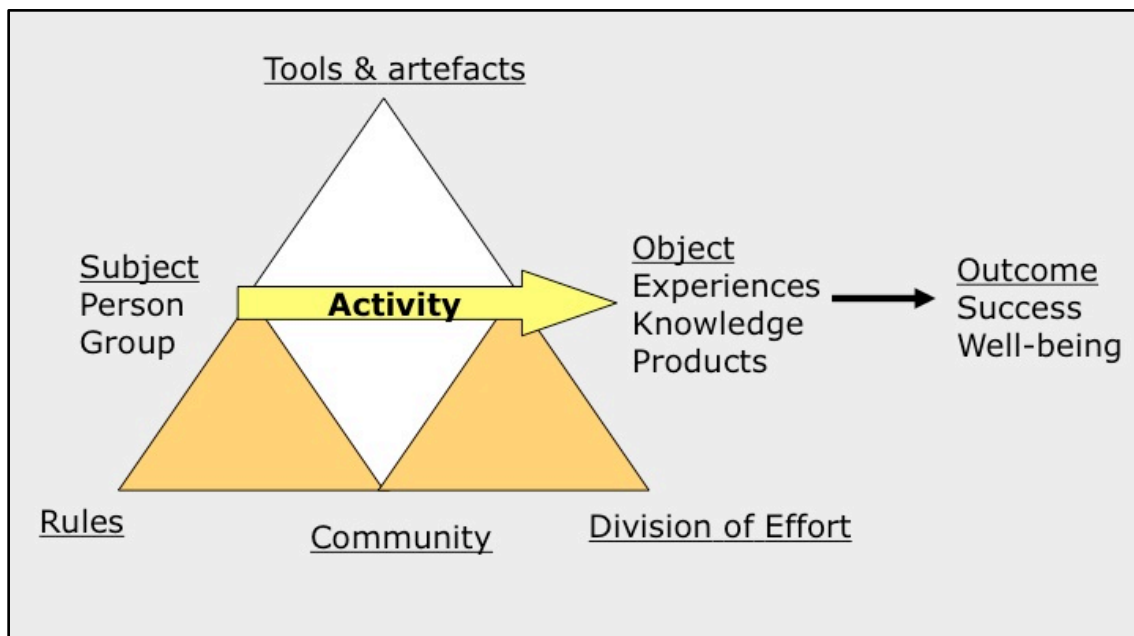 Tools & artefacts
Subject
Person
Group
Activity
Object
Experiences
Knowledge
Products
Outcome
Success
Well-being
Rules
Community
Division of Effort